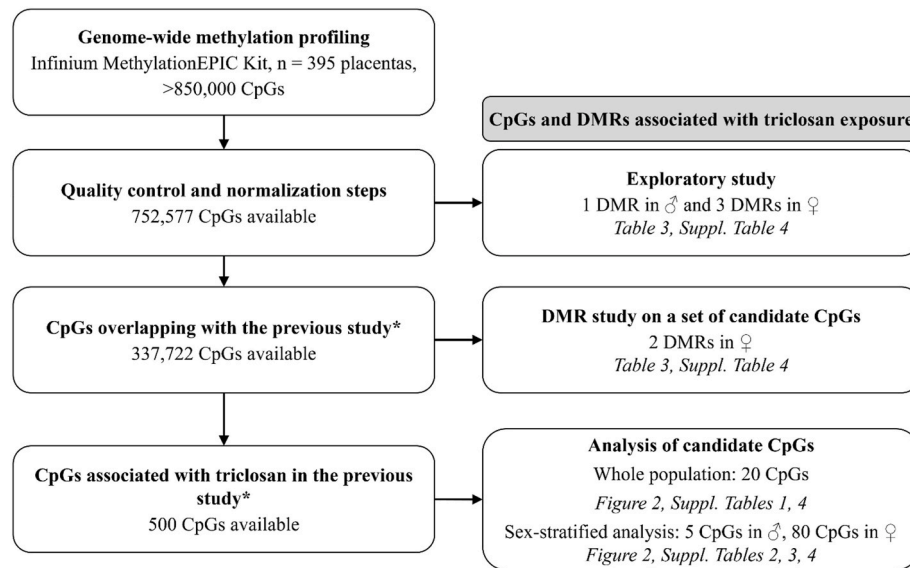 Genome-wide methylation profiling
Infinium MethylationEPIC Kit, n = 395 placentas,
>850,000 CpGs
CpGs and DMRs associated with triclosan exposure
Quality control and normalization steps
752,577 CpGs available
Exploratory study
1 DMR in ♂ and 3 DMRs in ♀
Table 3, Suppl. Table 4
CpGs overlapping with the previous study*
337,722 CpGs available
DMR study on a set of candidate CpGs
2 DMRs in ♀
Table 3, Suppl. Table 4
CpGs associated with triclosan in the previous
study*
500 CpGs available
Analysis of candidate CpGs
Whole population: 20 CpGs
Figure 2, Suppl. Tables 1, 4
Sex-stratified analysis: 5 CpGs in ♂, 80 CpGs in ♀
Figure 2, Suppl. Tables 2, 3, 4